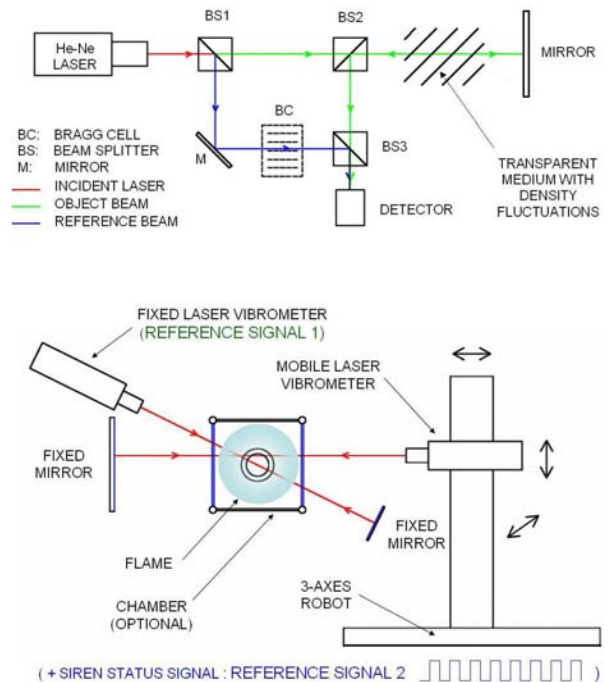 BS1
BS2
He-Ne
LASER
MIRROR
BC
BC: BRAGG CELL
BS: BEAM SPLITTER
M: MIRROR
INCIDENT LASER
OBJECT BEAM
REFERENCE BEAM
M
BS3
DETECTOR
TRANSPARENT
MEDIUM WITH
DENSITY
FLUCTUATIONS
FIXED LASER VIBROMETER
(REFERENCE SIGNAL 1)
MOBILE LASER
VIBROMETER
FIXED
MIRROR
FIXED
MIRROR
FLAME
CHAMBER
(OPTIONAL)
3-AXES
ROBOT
( + SIREN STATUS SIGNAL : REFERENCE SIGNAL 2 )